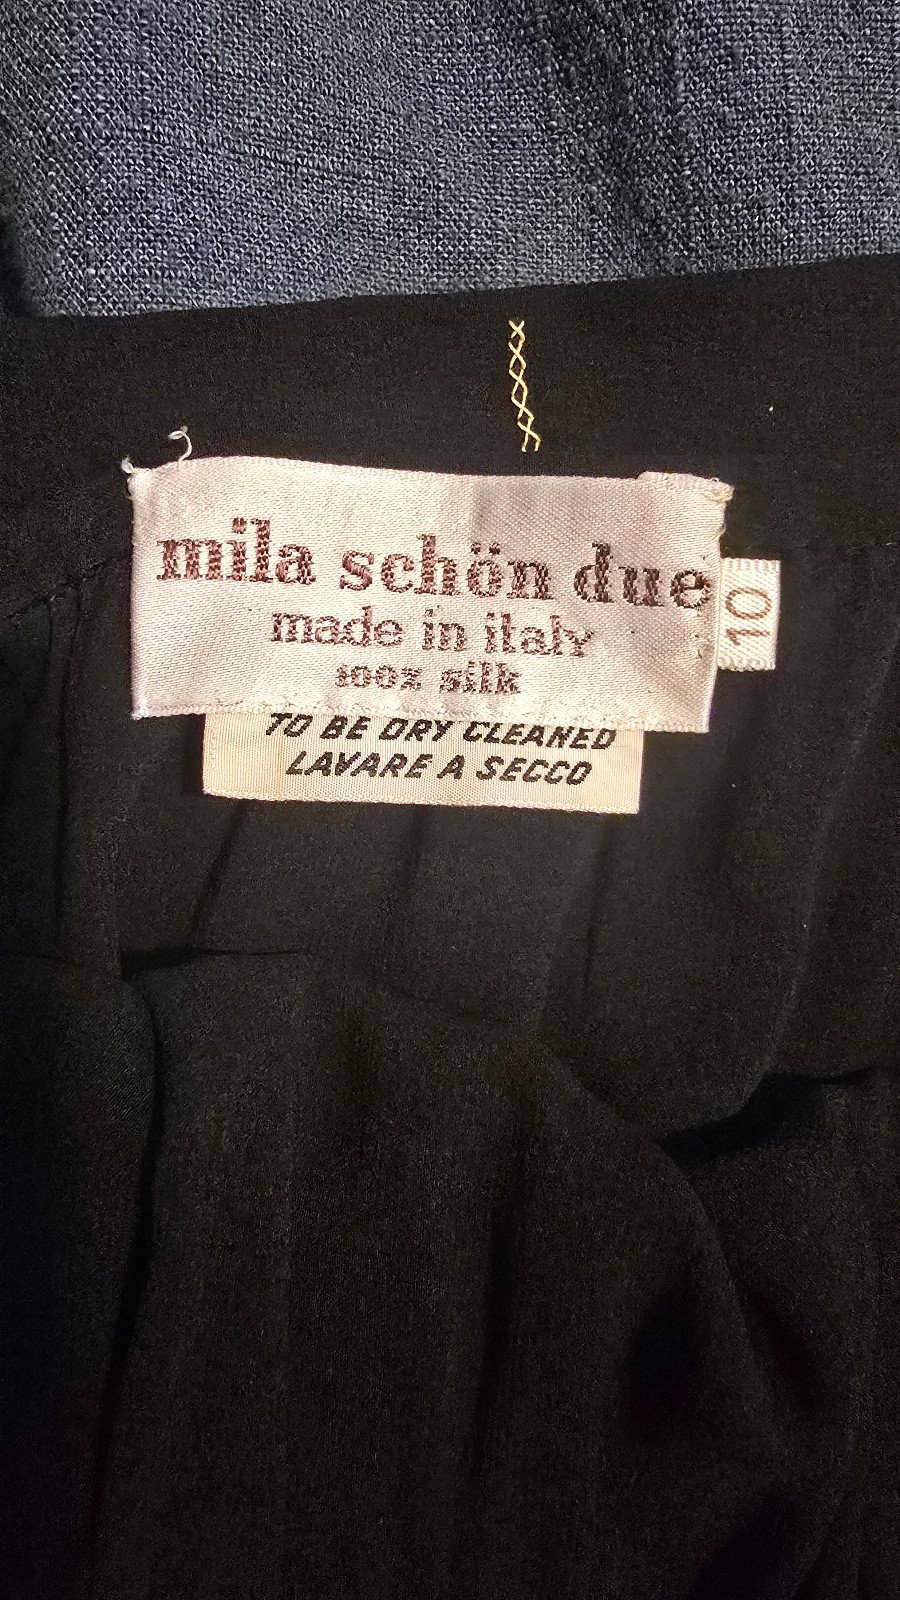 mila schön due
made in italy
100% silk
10
TO BE DRY CLEANED
LAVARE A SECCO